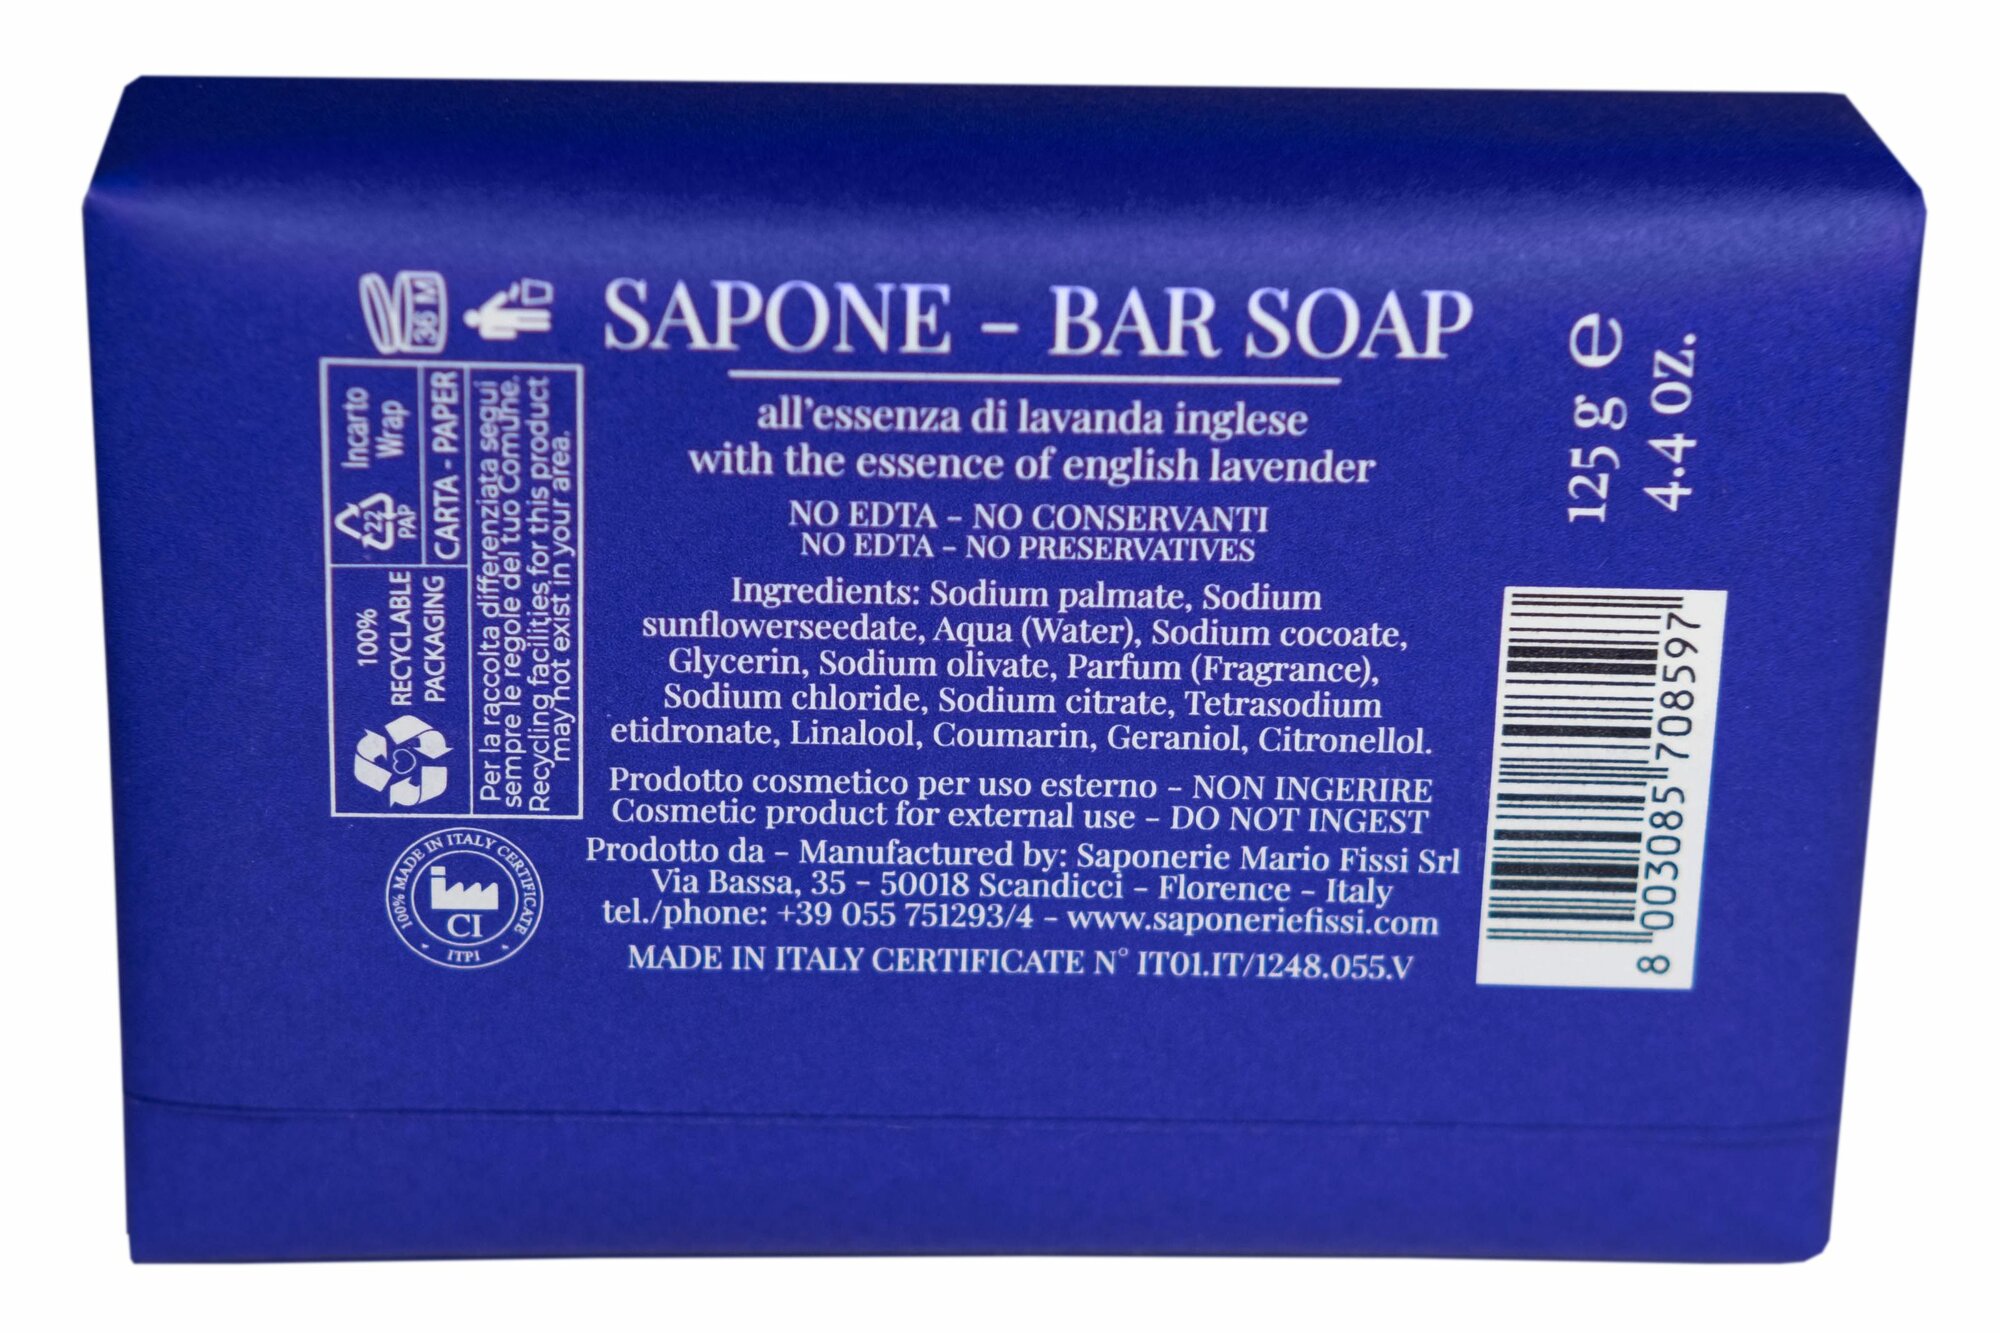 36 M
Incarto
Wrap
22
PAP
CARTA - PAPER
100%
RECYCLABLE
PACKAGING
Per la raccolta differenziata segui
sempre le regole del tuo Comune.
Recycling facilities for this product
may not exist in your area.
100% MADE IN ITALY CERTIFICATE
CI
ITPI
SAPONE - BAR SOAP
all'essenza di lavanda inglese
with the essence of english lavender
NO EDTA - NO CONSERVANTI
NO EDTA - NO PRESERVATIVES
Ingredients: Sodium palmate, Sodium
sunflowerseedate, Aqua (Water), Sodium cocoate,
Glycerin, Sodium olivate, Parfum (Fragrance),
Sodium chloride, Sodium citrate, Tetrasodium
etidronate, Linalool, Coumarin, Geraniol, Citronellol.
Prodotto cosmetico per uso esterno - NON INGERIRE
Cosmetic product for external use - DO NOT INGEST
Prodotto da - Manufactured by: Saponerie Mario Fissi Srl
Via Bassa, 35 - 50018 Scandicci - Florence - Italy
tel./phone: +39 055 751293/4 - www.saponeriefissi.com
MADE IN ITALY CERTIFICATE N° IT01.IT/1248.055.V
125 g e
4.4 oz.
8 003085 708597